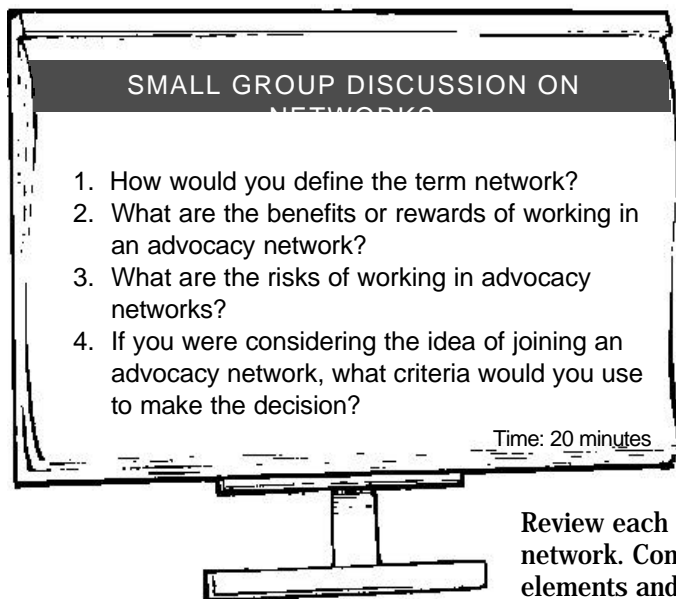 SMALL GROUP DISCUSSION ON
NETWORKS
1. How would you define the term network?
2. What are the benefits or rewards of working in
an advocacy network?
3. What are the risks of working in advocacy
networks?
4. If you were considering the idea of joining an
advocacy network, what criteria would you use
to make the decision?
Time: 20 minutes
Review each
network. Con
elements and